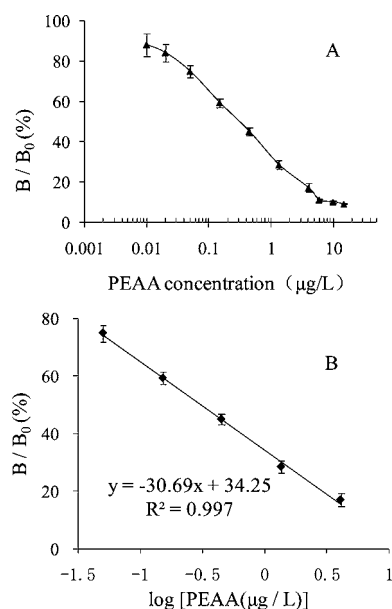 100
80
60
40
20
0
B / B₀ (%)
A
0.001 0.01 0.1 1 10 100
PEAA concentration（μg/L）
80
60
40
20
0
B / B₀ (%)
B
y = -30.69x + 34.25
R² = 0.997
-1.5 -1 -0.5 0 0.5 1
log [PEAA(μg / L)]